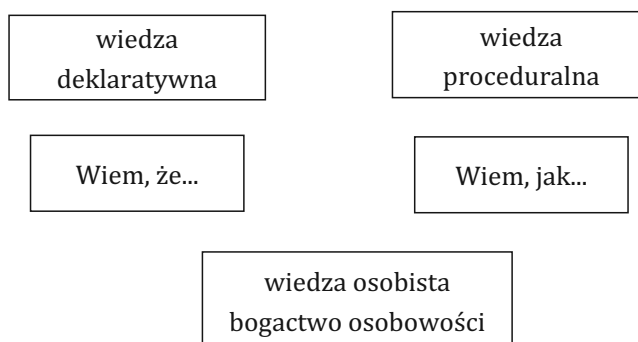 wiedza
deklaratywna
wiedza
proceduralna
Wiem, że...
Wiem, jak...
wiedza osobista
bogactwo osobowości